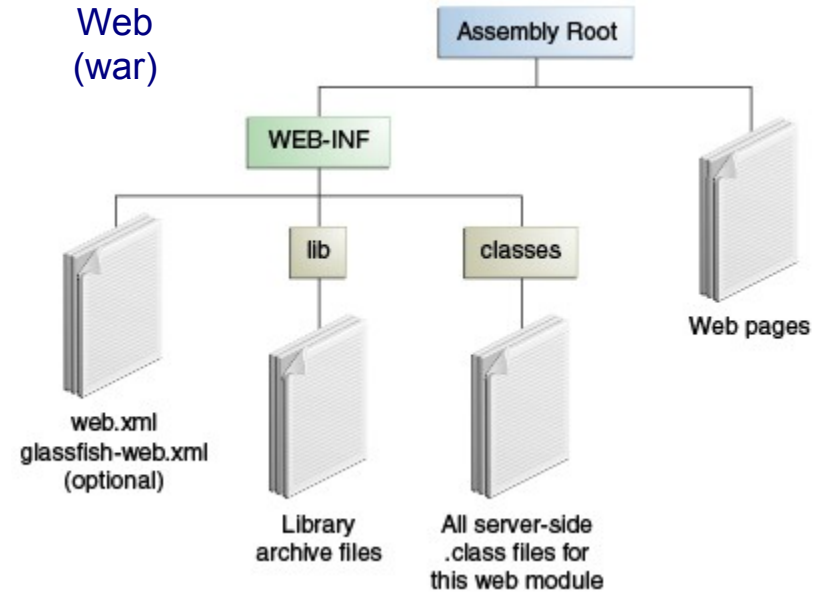 Web
(war)
Assembly Root
WEB-INF
lib
classes
Web pages
web.xml
glassfish-web.xml
(optional)
Library
archive files
All server-side
.class files for
this web module